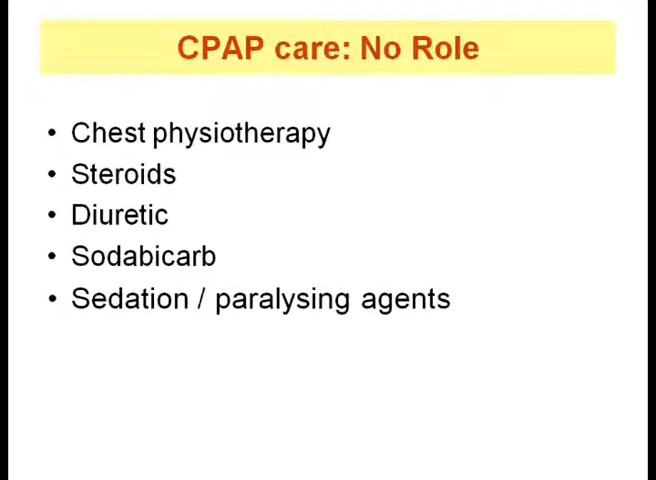 CPAP care: No Role
• Chest physiotherapy
• Steroids
• Diuretic
• Sodabicarb
• Sedation / paralysing agents